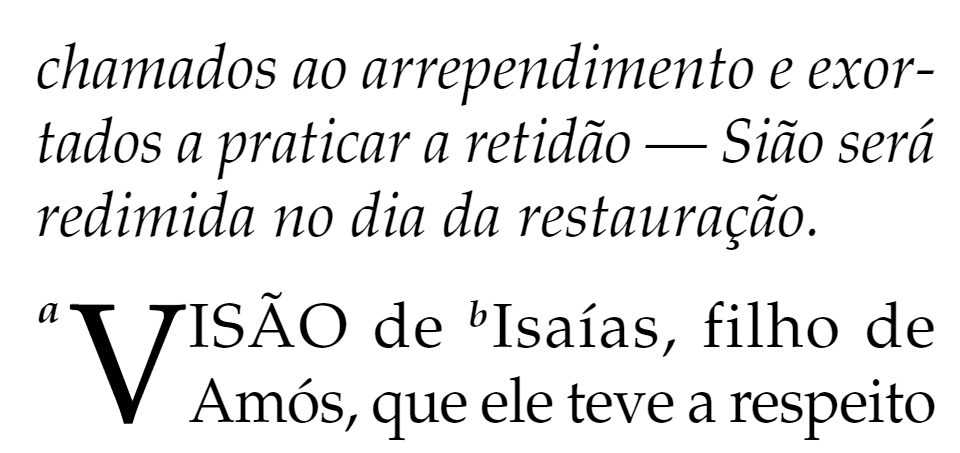 chamados ao arrependimento e exor-
tados a praticar a retidão — Sião será
redimida no dia da restauração.
a VISÃO de bIsaías, filho de
Amós, que ele teve a respeito